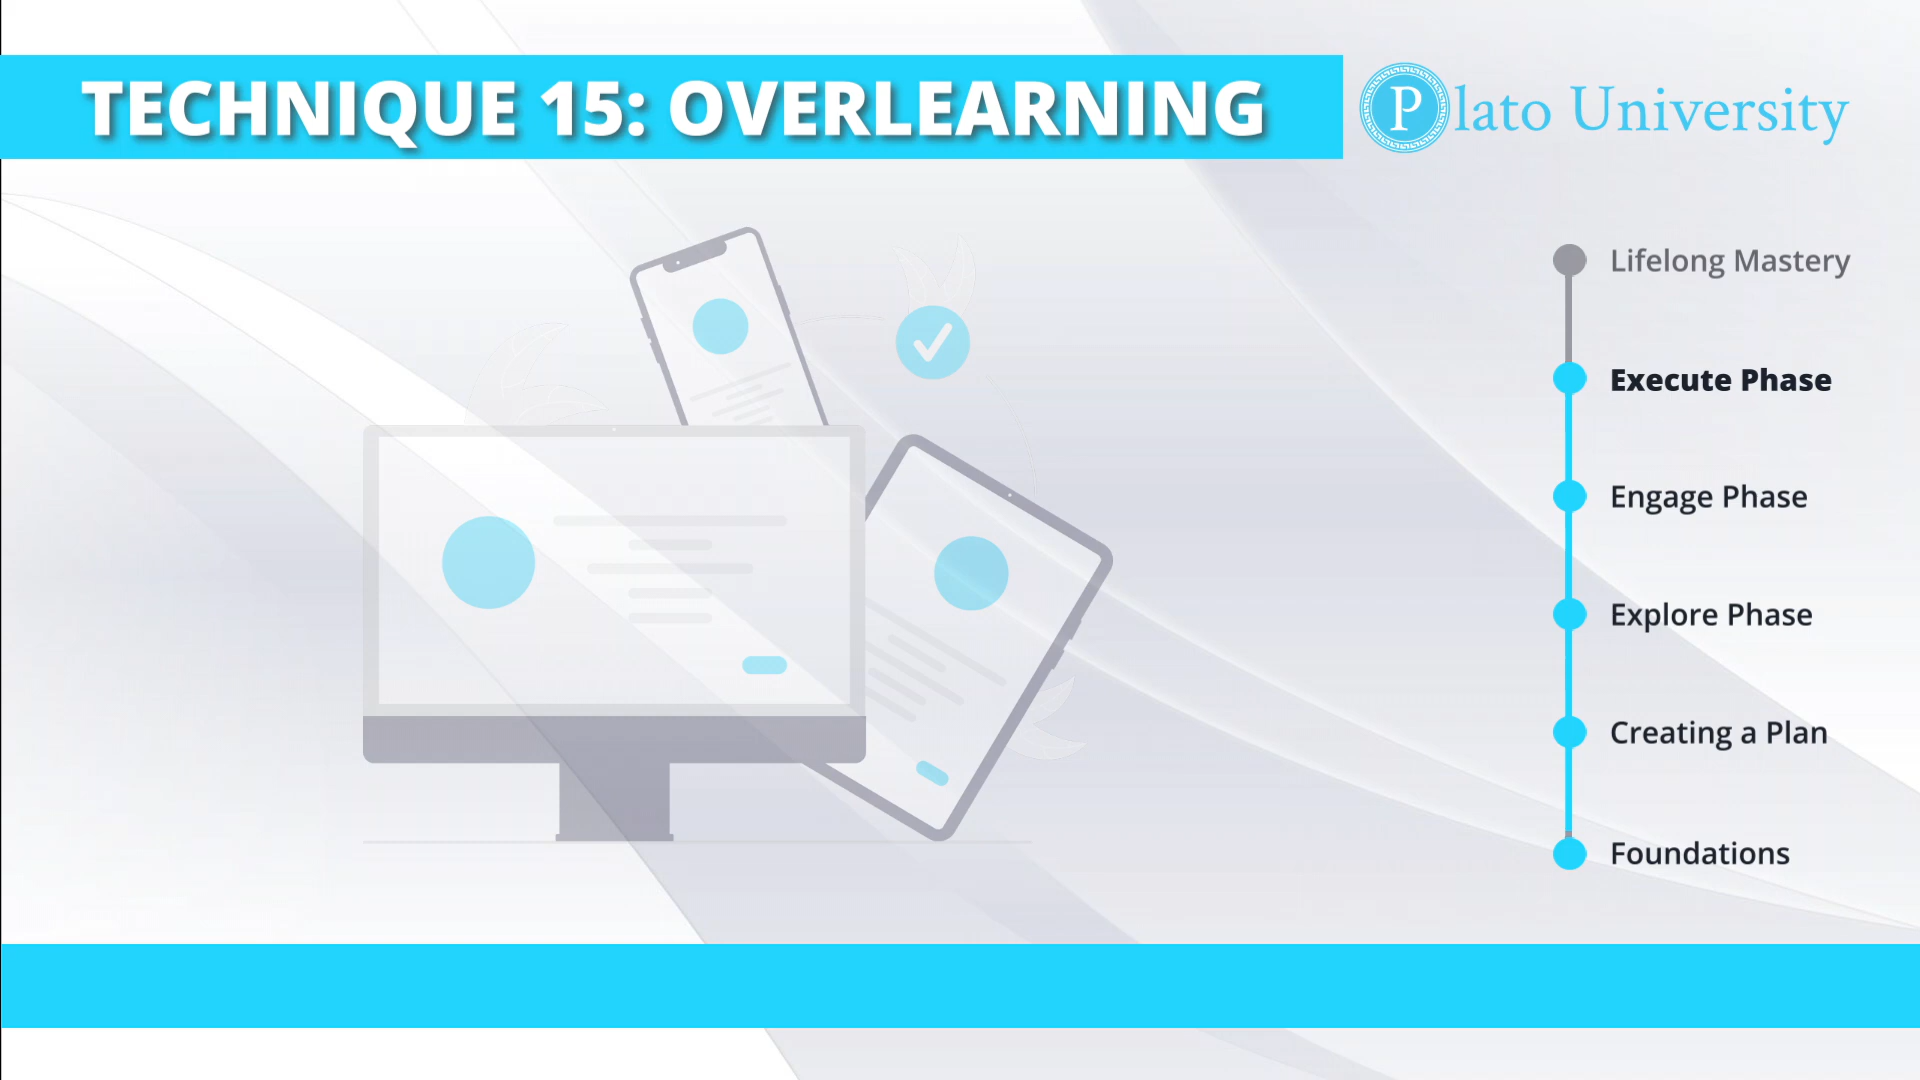 TECHNIQUE 15: OVERLEARNING
Plato University
Lifelong Mastery
Execute Phase
Engage Phase
Explore Phase
Creating a Plan
Foundations